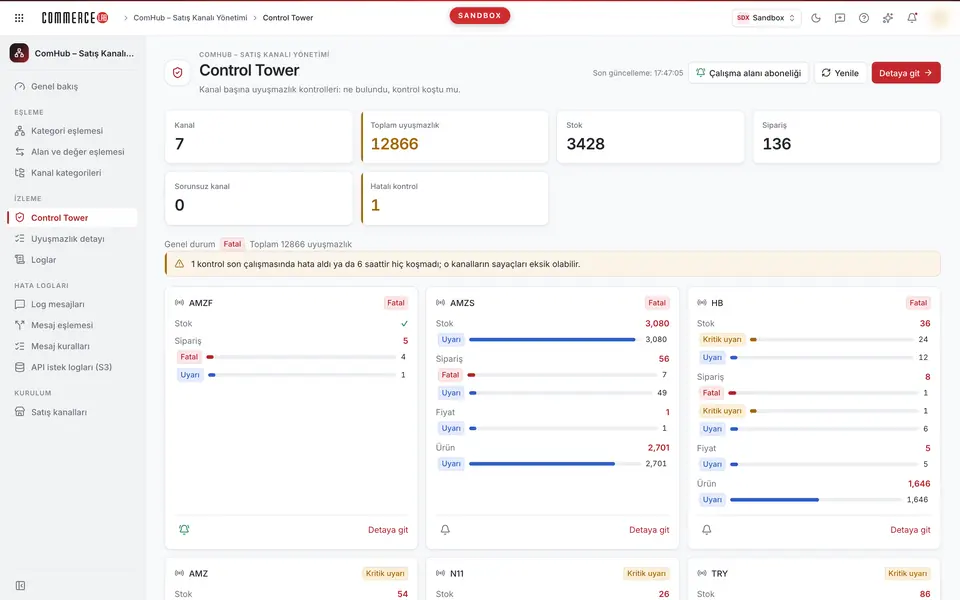 COMMERCE LAB
ComHub – Satış Kanalı Yönetimi
Control Tower
SANDBOX
SDX Sandbox
ComHub – Satış Kanalı...
Genel bakış
EŞLEME
Kategori eşlemesi
Alan ve değer eşlemesi
Kanal kategorileri
İZLEME
Control Tower
Uyuşmazlık detayı
Loglar
HATA LOGLARI
Log mesajları
Mesaj eşlemesi
Mesaj kuralları
API istek logları (S3)
KURULUM
Satış kanalları
COMHUB – SATIŞ KANALI YÖNETİMİ
Control Tower
Kanal başına uyuşmazlık kontrolleri: ne bulundu, kontrol koştu mu.
Son güncelleme: 17:47:05
Çalışma alanı aboneliği
Yenile
Detaya git
Kanal
7
Toplam uyuşmazlık
12866
Stok
3428
Sipariş
136
Sorunsuz kanal
0
Hatalı kontrol
1
Genel durum Fatal Toplam 12866 uyuşmazlık
1 kontrol son çalışmasında hata aldı ya da 6 saattir hiç koşmadı; o kanalların sayaçları eksik olabilir.
AMZF Fatal
Stok
Sipariş 5
Fatal 4
Uyarı 1
Detaya git
AMZS Fatal
Stok 3,080
Uyarı 3,080
Sipariş 56
Fatal 7
Uyarı 49
Fiyat 1
Uyarı 1
Ürün 2,701
Uyarı 2,701
Detaya git
HB Fatal
Stok 36
Kritik uyarı 24
Uyarı 12
Sipariş 8
Fatal 1
Kritik uyarı 1
Uyarı 6
Fiyat 5
Uyarı 5
Ürün 1,646
Uyarı 1,646
Detaya git
AMZ Kritik uyarı
Stok 54
N11 Kritik uyarı
Stok 26
TRY Kritik uyarı
Stok 86